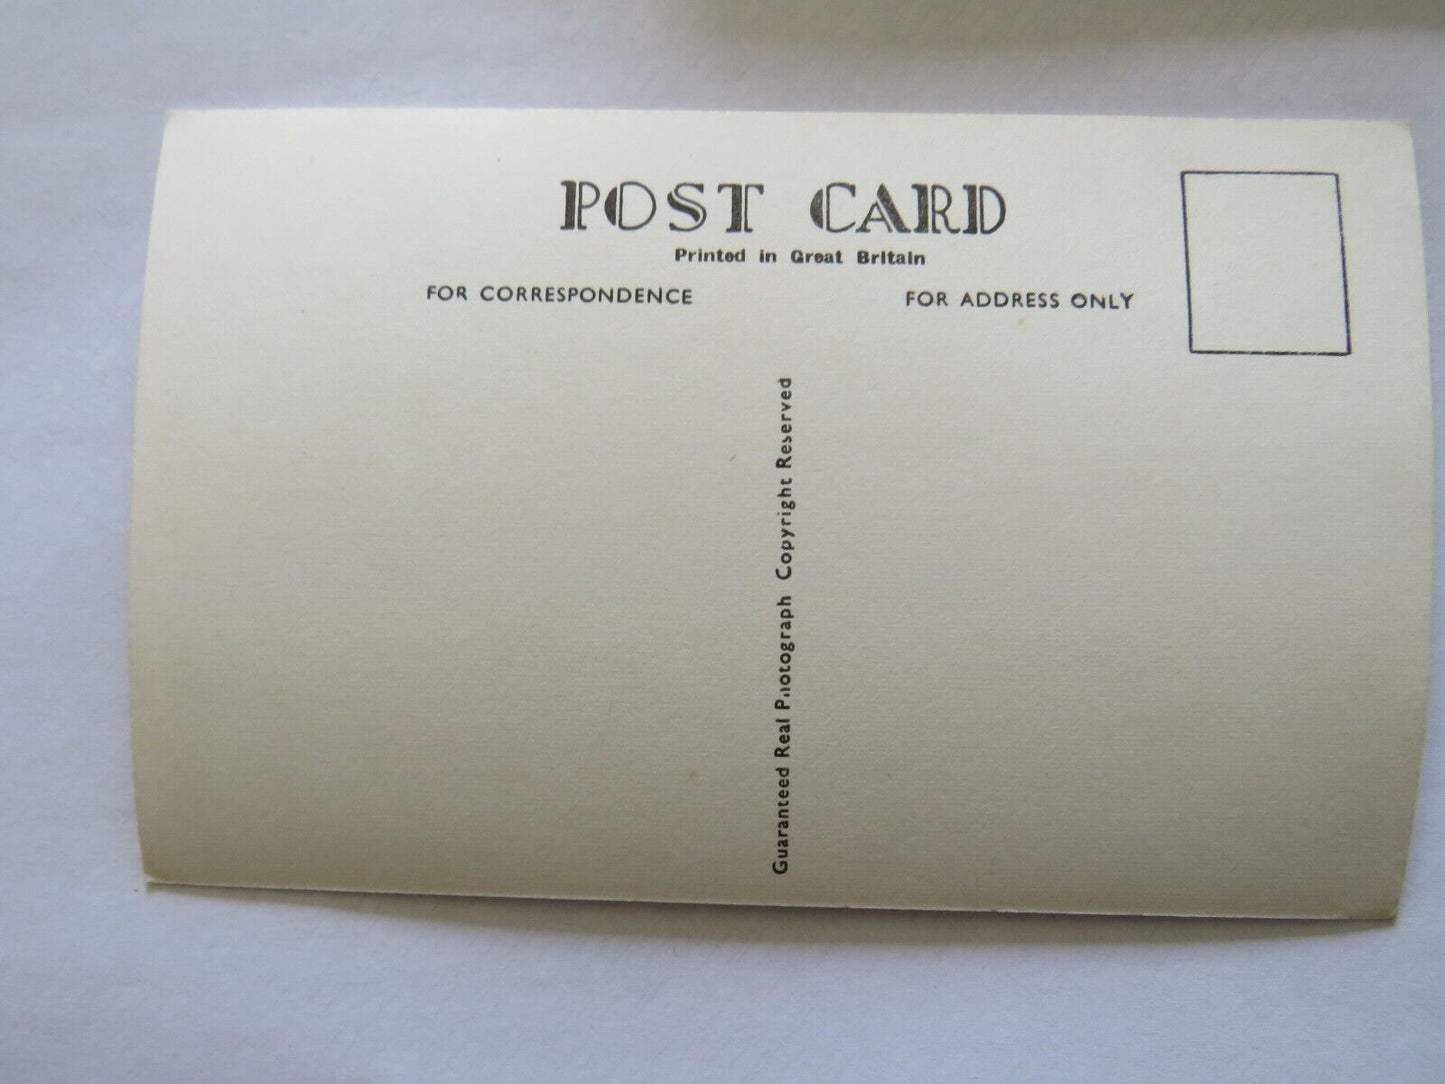 POST CARD
Printed in Great Britain
FOR CORRESPONDENCE
FOR ADDRESS ONLY
Guaranteed Real Photograph Copyright Reserved